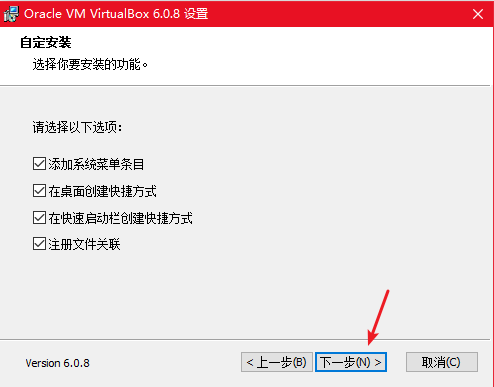 Oracle VM VirtualBox 6.0.8 设置
自定安装
选择你要安装的功能。
请选择以下选项：
添加系统菜单条目
在桌面创建快捷方式
在快速启动栏创建快捷方式
注册文件关联
Version 6.0.8
< 上一步(B)
下一步(N) >
取消(C)